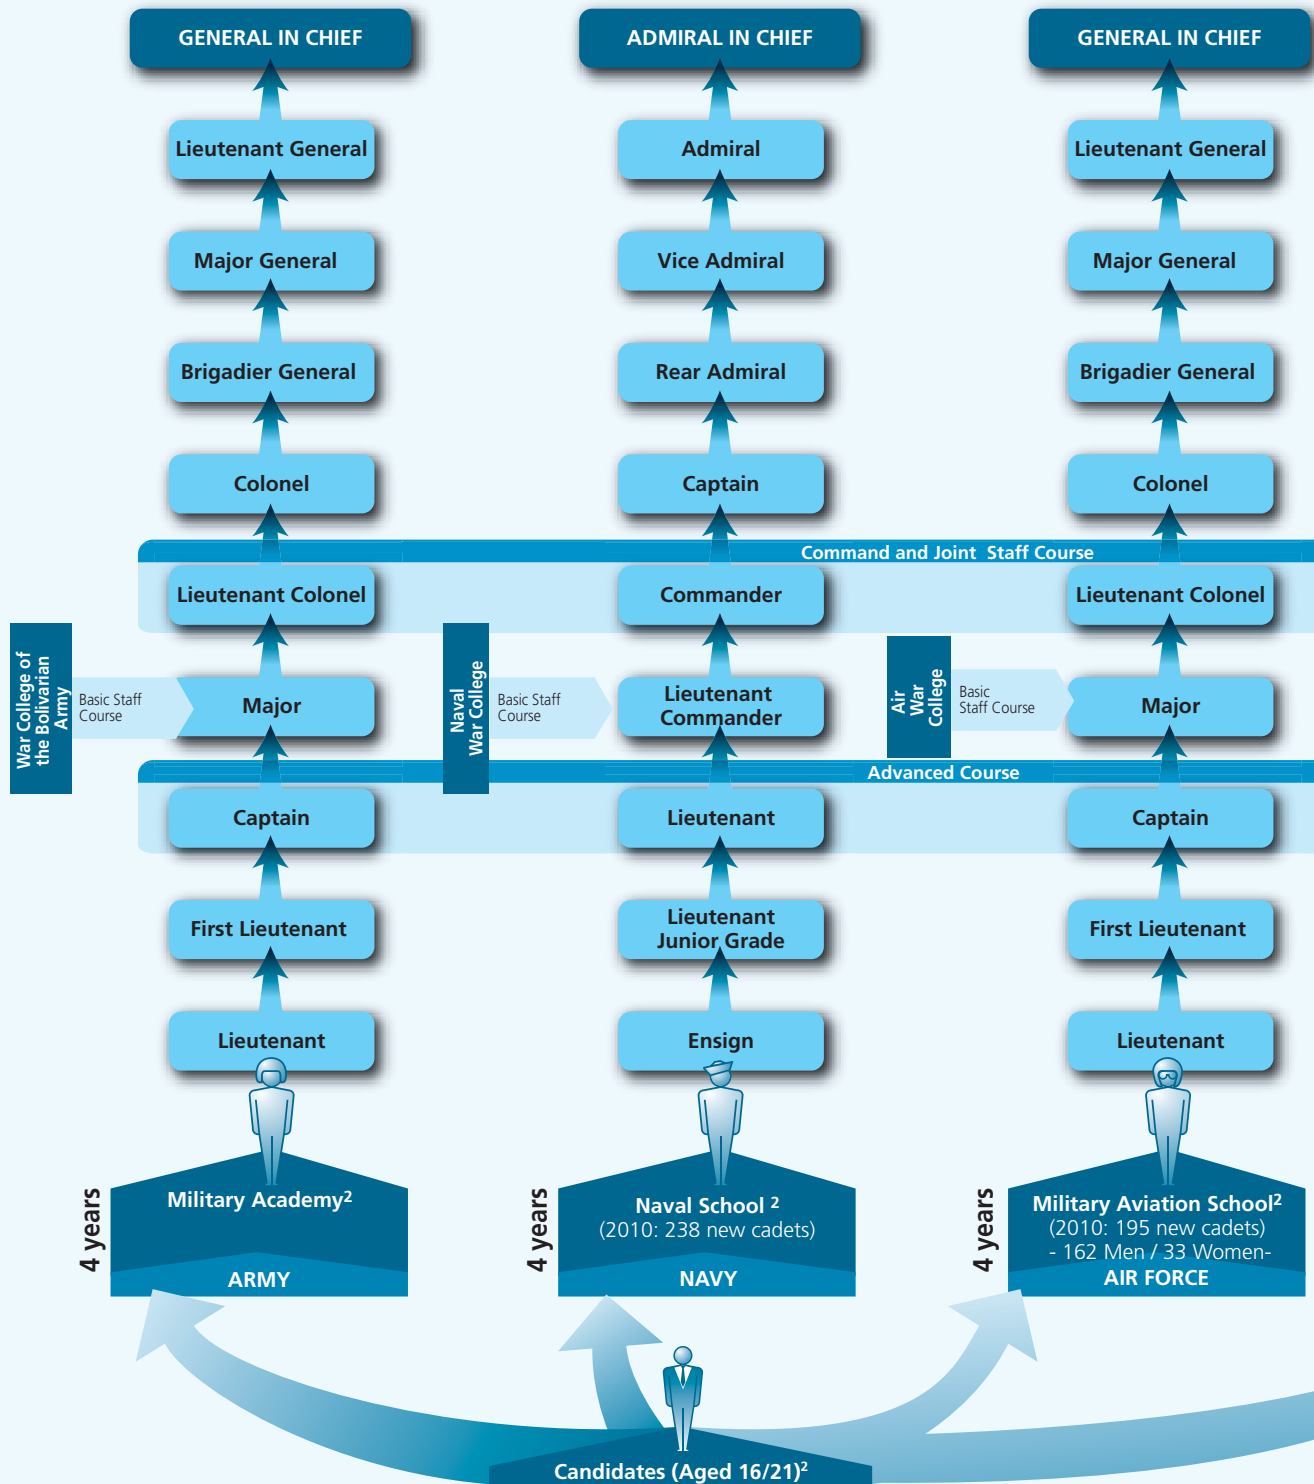 GENERAL IN CHIEF
ADMIRAL IN CHIEF
GENERAL IN CHIEF
Lieutenant General
Admiral
Lieutenant General
Major General
Vice Admiral
Major General
Brigadier General
Rear Admiral
Brigadier General
Colonel
Captain
Colonel
Command and Joint Staff Course
Lieutenant Colonel
Commander
Lieutenant Colonel
War College of
the Bolivarian
Army
Basic Staff
Course
Major
Naval
War College
Basic Staff
Course
Lieutenant
Commander
Air
War
College
Basic
Staff Course
Major
Advanced Course
Captain
Lieutenant
Captain
First Lieutenant
Lieutenant
Junior Grade
First Lieutenant
Lieutenant
Ensign
Lieutenant
4 years
Military Academy²
ARMY
4 years
Naval School ²
(2010: 238 new cadets)
NAVY
4 years
Military Aviation School²
(2010: 195 new cadets)
- 162 Men / 33 Women-
AIR FORCE
Candidates (Aged 16/21)²